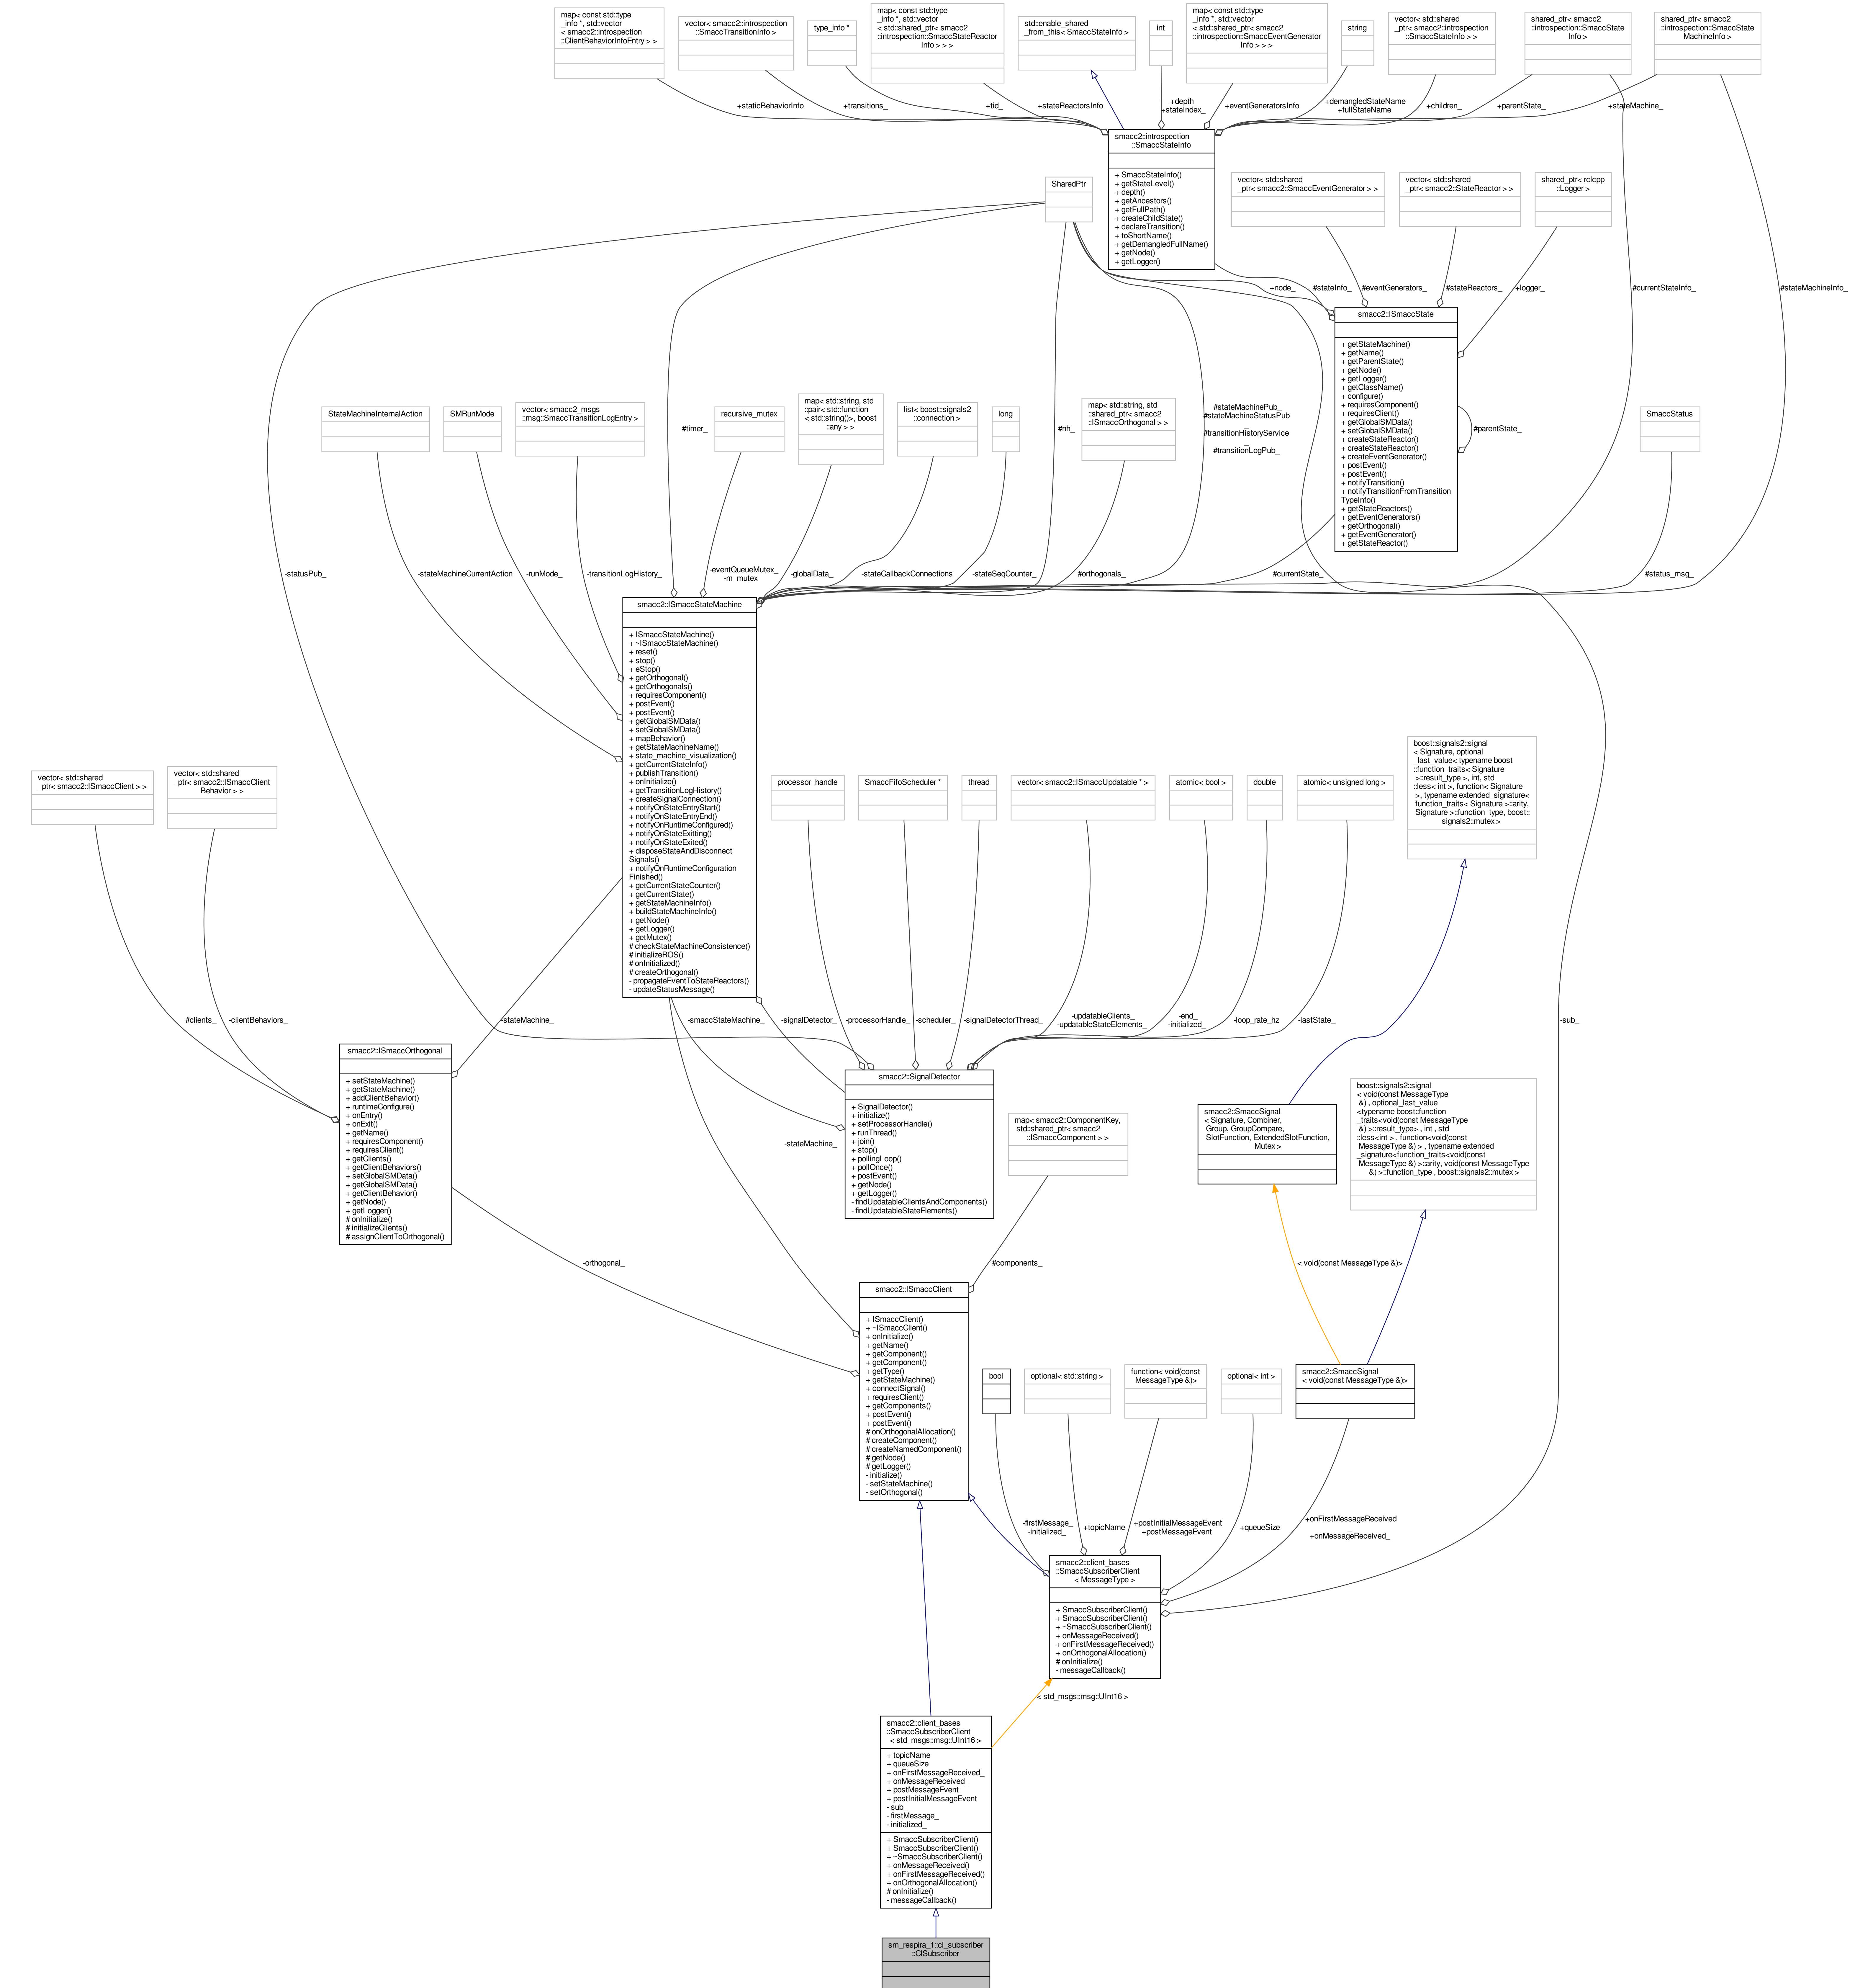 map< const std::type
_info *, std::vector
< smacc2::introspection
::ClientBehaviorInfoEntry > >
vector< smacc2::introspection
::SmaccTransitionInfo >
type_info *
map< const std::type
_info *, std::vector
< std::shared_ptr< smacc2
::introspection::SmaccStateReactor
Info > > >
std::enable_shared
_from_this< SmaccStateInfo >
int
map< const std::type
_info *, std::vector
< std::shared_ptr< smacc2
::introspection::SmaccEventGenerator
Info > > >
string
vector< std::shared
_ptr< smacc2::introspection
::SmaccStateInfo > >
shared_ptr< smacc2
::introspection::SmaccState
Info >
shared_ptr< smacc2
::introspection::SmaccState
MachineInfo >
+staticBehaviorInfo
+transitions_
+tid_
+stateReactorsInfo
+depth_
+stateIndex_
+eventGeneratorsInfo
+demangledStateName
+fullStateName
+children_
+parentState_
+stateMachine_
smacc2::introspection
::SmaccStateInfo
+ SmaccStateInfo()
+ getStateLevel()
+ depth()
+ getAncestors()
+ getFullPath()
+ createChildState()
+ declareTransition()
+ toShortName()
+ getDemangledFullName()
+ getNode()
+ getLogger()
SharedPtr
vector< std::shared
_ptr< smacc2::SmaccEventGenerator > >
vector< std::shared
_ptr< smacc2::StateReactor > >
shared_ptr< rclcpp
::Logger >
+node_
#stateInfo_
#eventGenerators_
#stateReactors_
+logger_
#currentStateInfo_
#stateMachineInfo_
smacc2::ISmaccState
+ getStateMachine()
+ getName()
+ getParentState()
+ getNode()
+ getLogger()
+ getClassName()
+ configure()
+ requiresComponent()
+ requiresClient()
+ getGlobalSMData()
+ setGlobalSMData()
+ createStateReactor()
+ createStateReactor()
+ createEventGenerator()
+ postEvent()
+ postEvent()
+ notifyTransition()
+ notifyTransitionFromTransition
TypeInfo()
+ getStateReactors()
+ getEventGenerators()
+ getOrthogonal()
+ getEventGenerator()
+ getStateReactor()
#parentState_
StateMachineInternalAction
SMRunMode
vector< smacc2_msgs
::msg::SmaccTransitionLogEntry >
#timer_
recursive_mutex
map< std::string, std
::pair< std::function
< std::string()>, boost
::any > >
list< boost::signals2
::connection >
long
#nh_
map< std::string, std
::shared_ptr< smacc2
::ISmaccOrthogonal > >
#stateMachinePub_
#stateMachineStatusPub
_
#transitionHistoryService
_
#transitionLogPub_
SmaccStatus
-statusPub_
-stateMachineCurrentAction
-runMode_
-transitionLogHistory_
-eventQueueMutex_
-m_mutex_
-globalData_
-stateCallbackConnections
-stateSeqCounter_
#orthogonals_
#currentState_
#status_msg_
smacc2::ISmaccStateMachine
+ ISmaccStateMachine()
+ ~ISmaccStateMachine()
+ reset()
+ stop()
+ eStop()
+ getOrthogonal()
+ getOrthogonals()
+ requiresComponent()
+ postEvent()
+ postEvent()
+ getGlobalSMData()
+ setGlobalSMData()
+ mapBehavior()
+ getStateMachineName()
+ state_machine_visualization()
+ getCurrentStateInfo()
+ publishTransition()
+ onInitialize()
+ getTransitionLogHistory()
+ createSignalConnection()
+ notifyOnStateEntryStart()
+ notifyOnStateEntryEnd()
+ notifyOnRuntimeConfigured()
+ notifyOnStateExitting()
+ notifyOnStateExited()
+ disposeStateAndDisconnect
Signals()
+ notifyOnRuntimeConfiguration
Finished()
+ getCurrentStateCounter()
+ getCurrentState()
+ getStateMachineInfo()
+ buildStateMachineInfo()
+ getNode()
+ getLogger()
+ getMutex()
# checkStateMachineConsistence()
# initializeROS()
# onInitialized()
# createOrthogonal()
- propagateEventToStateReactors()
- updateStatusMessage()
vector< std::shared
_ptr< smacc2::ISmaccClient > >
vector< std::shared
_ptr< smacc2::ISmaccClient
Behavior > >
processor_handle
SmaccFifoScheduler *
thread
vector< smacc2::ISmaccUpdatable * >
atomic< bool >
double
atomic< unsigned long >
boost::signals2::signal
< Signature, optional
_last_value< typename boost
::function_traits< Signature
 >::result_type >, int, std
::less< int >, function< Signature
 >, typename extended_signature<
 function_traits< Signature >::arity,
 Signature >::function_type, boost::
signals2::mutex >
#clients_
-clientBehaviors_
-stateMachine_
-smaccStateMachine_
-signalDetector_
-processorHandle_
-scheduler_
-signalDetectorThread_
-updatableClients_
-updatableStateElements_
-end_
-initialized_
-loop_rate_hz
-lastState_
-sub_
smacc2::ISmaccOrthogonal
+ setStateMachine()
+ getStateMachine()
+ addClientBehavior()
+ runtimeConfigure()
+ onEntry()
+ onExit()
+ getName()
+ requiresComponent()
+ requiresClient()
+ getClients()
+ getClientBehaviors()
+ setGlobalSMData()
+ getGlobalSMData()
+ getClientBehavior()
+ getNode()
+ getLogger()
# onInitialize()
# initializeClients()
# assignClientToOrthogonal()
smacc2::SignalDetector
+ SignalDetector()
+ initialize()
+ setProcessorHandle()
+ runThread()
+ join()
+ stop()
+ pollingLoop()
+ pollOnce()
+ postEvent()
+ getNode()
+ getLogger()
- findUpdatableClientsAndComponents()
- findUpdatableStateElements()
-stateMachine_
map< smacc2::ComponentKey,
 std::shared_ptr< smacc2
::ISmaccComponent > >
smacc2::SmaccSignal
< Signature, Combiner,
 Group, GroupCompare,
 SlotFunction, ExtendedSlotFunction,
 Mutex >
boost::signals2::signal
< void(const MessageType
 &) , optional_last_value
<typename boost::function
_traits<void(const MessageType
 &) >::result_type> , int , std
::less<int > , function<void(const
 MessageType &) > , typename extended
_signature<function_traits<void(const
 MessageType &) >::arity, void(const MessageType
 &) >::function_type , boost::signals2::mutex >
-orthogonal_
#components_
< void(const MessageType &)>
smacc2::ISmaccClient
+ ISmaccClient()
+ ~ISmaccClient()
+ onInitialize()
+ getName()
+ getComponent()
+ getComponent()
+ getType()
+ getStateMachine()
+ connectSignal()
+ requiresClient()
+ getComponents()
+ postEvent()
+ postEvent()
# onOrthogonalAllocation()
# createComponent()
# createNamedComponent()
# getNode()
# getLogger()
- initialize()
- setStateMachine()
- setOrthogonal()
bool
optional< std::string >
function< void(const
 MessageType &)>
optional< int >
smacc2::SmaccSignal
< void(const MessageType &)>
-firstMessage_
-initialized_
+topicName
+postInitialMessageEvent
+postMessageEvent
+queueSize
+onFirstMessageReceived
_
+onMessageReceived_
smacc2::client_bases
::SmaccSubscriberClient
< MessageType >
+ SmaccSubscriberClient()
+ SmaccSubscriberClient()
+ ~SmaccSubscriberClient()
+ onMessageReceived()
+ onFirstMessageReceived()
+ onOrthogonalAllocation()
# onInitialize()
- messageCallback()
< std_msgs::msg::UInt16 >
smacc2::client_bases
::SmaccSubscriberClient
< std_msgs::msg::UInt16 >
+ topicName
+ queueSize
+ onFirstMessageReceived_
+ onMessageReceived_
+ postMessageEvent
+ postInitialMessageEvent
- sub_
- firstMessage_
- initialized_
+ SmaccSubscriberClient()
+ SmaccSubscriberClient()
+ ~SmaccSubscriberClient()
+ onMessageReceived()
+ onFirstMessageReceived()
+ onOrthogonalAllocation()
# onInitialize()
- messageCallback()
sm_respira_1::cl_subscriber
::ClSubscriber